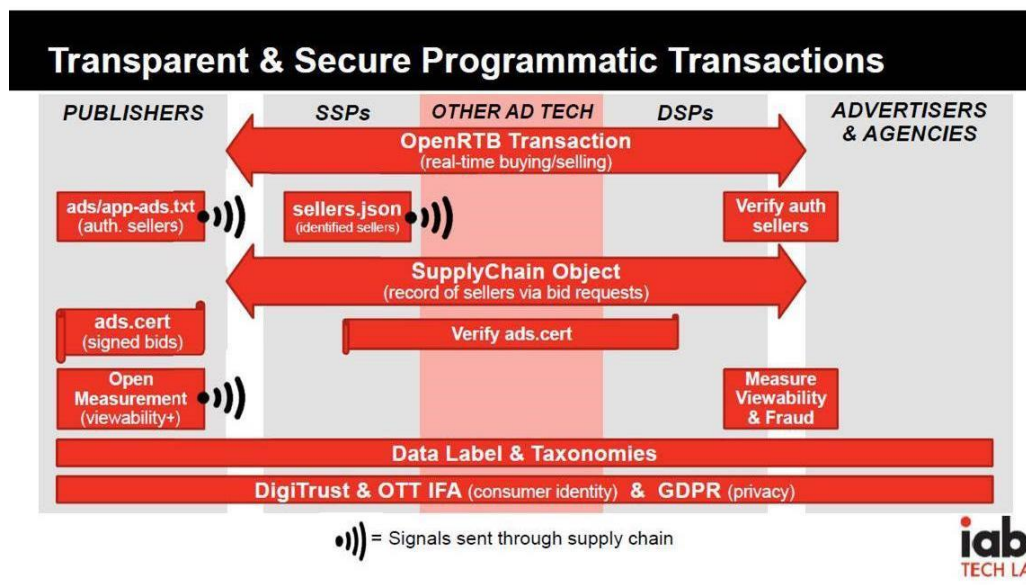 Transparent & Secure Programmatic Transactions
PUBLISHERS
SSPs
OTHER AD TECH
DSPs
ADVERTISERS
& AGENCIES
OpenRTB Transaction
(real-time buying/selling)
ads/app-ads.txt
(auth. sellers)
sellers.json
(identified sellers)
Verify auth
sellers
SupplyChain Object
(record of sellers via bid requests)
ads.cert
(signed bids)
Verify ads.cert
Open
Measurement
(viewability+)
Measure
Viewability
& Fraud
Data Label & Taxonomies
DigiTrust & OTT IFA (consumer identity) & GDPR (privacy)
= Signals sent through supply chain
iab
TECH LA